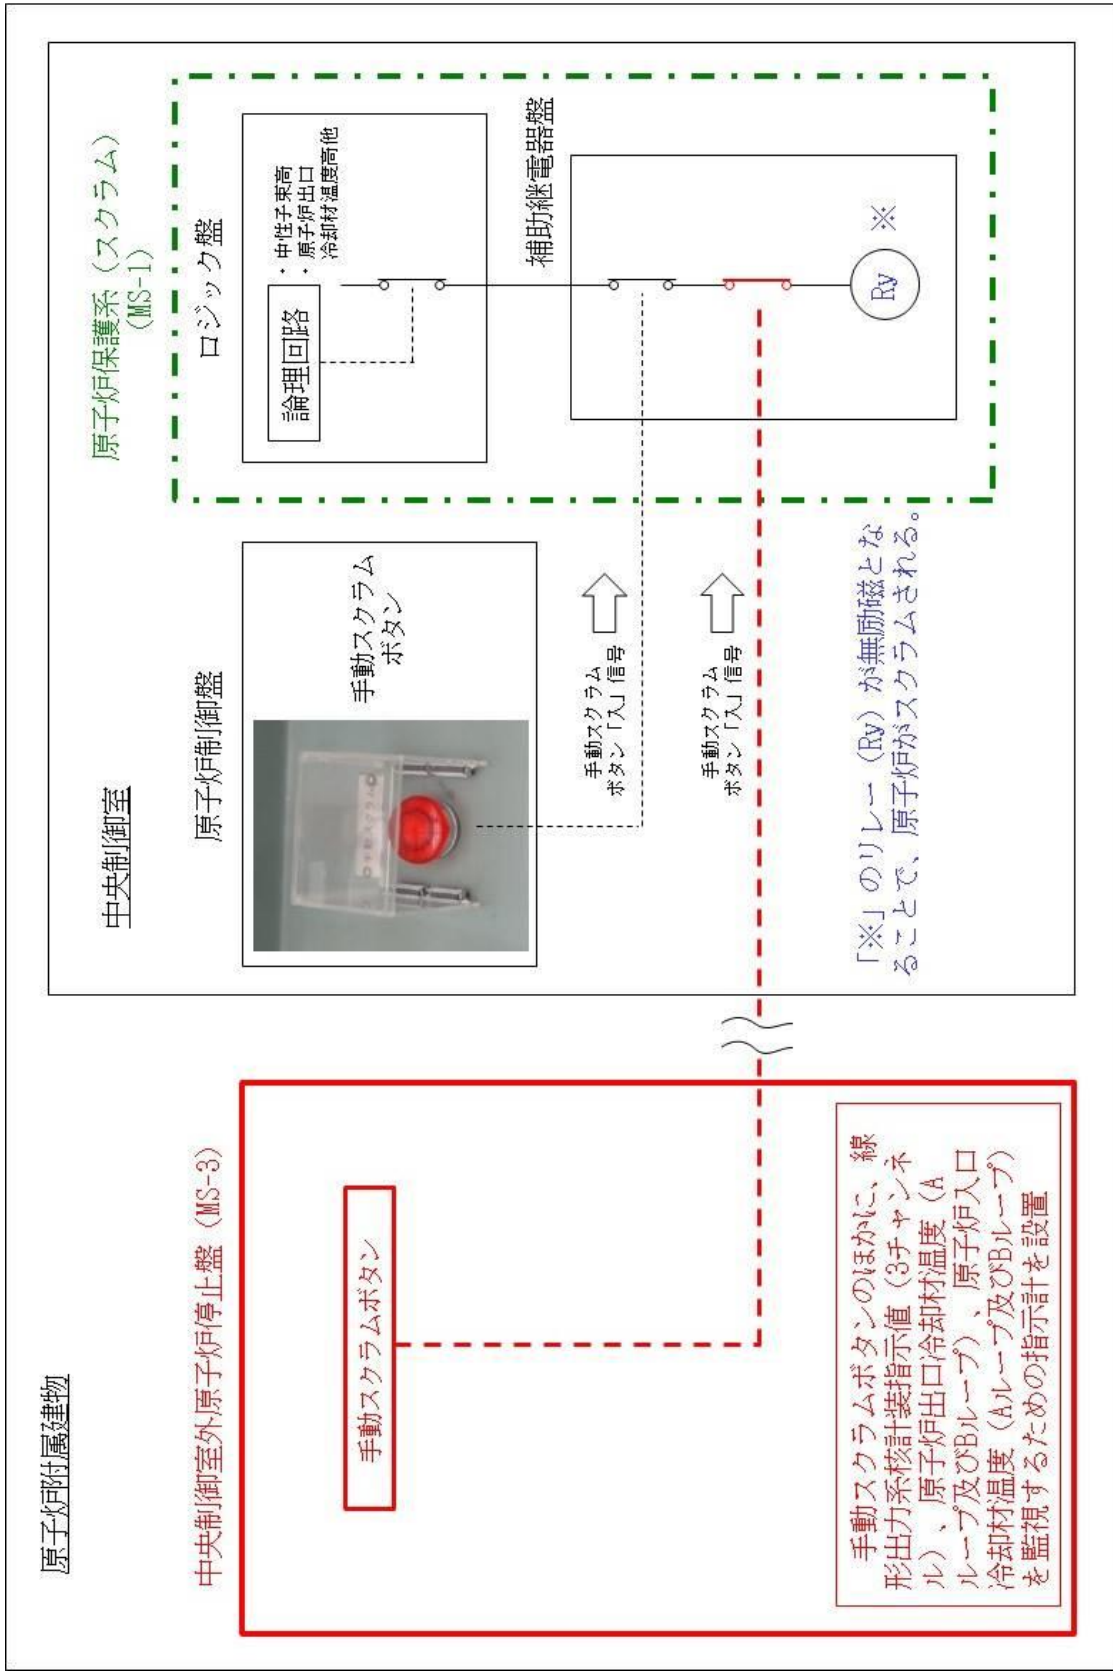 原子炉附属建物
中央制御室外原子炉停止盤（MS-3）
手動スクラムボタン
手動スクラムボタンのほかに、線
形出力系核計装指示値（3チャンネ
ル）、原子炉出口冷却材温度（A
ループ及びBループ）、原子炉入口
冷却材温度（Aループ及びBループ）
を監視するための指示計を設置
中央制御室
原子炉制御盤
手動スクラム
手動スクラム
ボタン
手動スクラム
ボタン「入」信号
手動スクラム
ボタン「入」信号
「※」のリレー（Ry）が無励磁とな
ることで、原子炉がスクラムされる。
原子炉保護系（スクラム）
（MS-1）
ロジック盤
論理回路
・中性子束高
・原子炉出口
冷却材温度高他
補助継電器盤
Ry
※